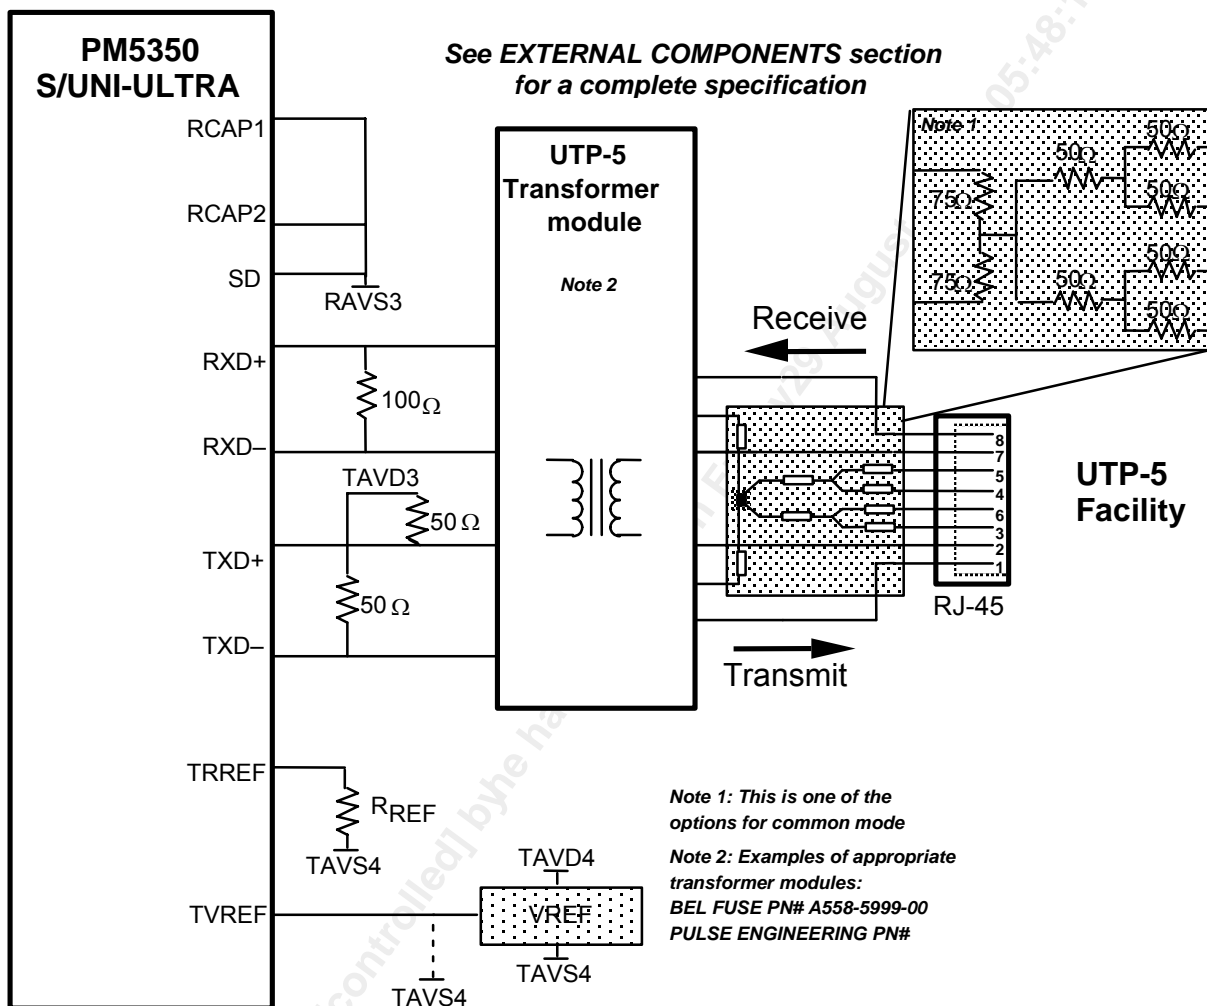 PM5350
S/UNI-ULTRA
See EXTERNAL COMPONENTS section
for a complete specification
RCAP1
RCAP2
SD
RAVS3
RXD+
100Ω
RXD–
TAVD3
50 Ω
TXD+
50 Ω
TXD–
TRREF
RREF
TAVS4
TVREF
TAVD4
VREF
TAVS4
TAVS4
UTP-5
Transformer
module
Note 2
Receive
Transmit
Note 1
75Ω
75Ω
50Ω
50Ω
50Ω
50Ω
50Ω
50Ω
8
7
5
4
6
3
2
1
RJ-45
UTP-5
Facility
Note 1: This is one of the
options for common mode
Note 2: Examples of appropriate
transformer modules:
BEL FUSE PN# A558-5999-00
PULSE ENGINEERING PN#